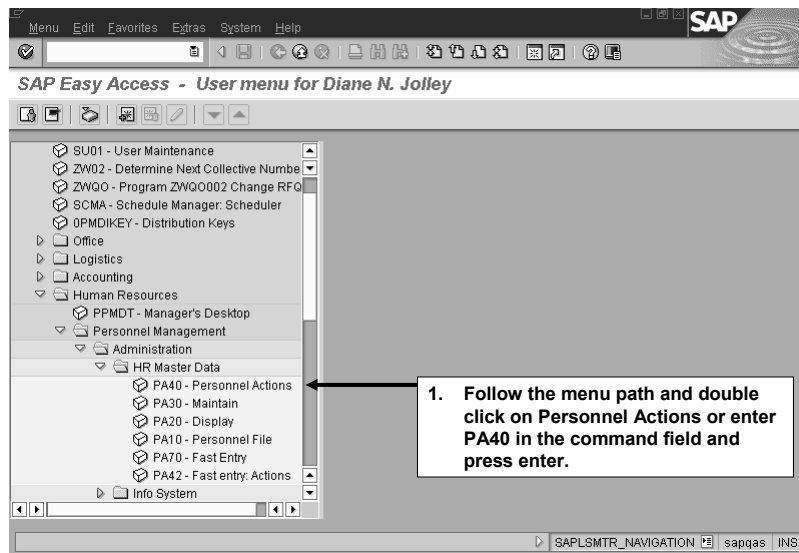 Menu Edit Favorites Extras System Help
SAP
SAP Easy Access - User menu for Diane N. Jolley
SU01 - User Maintenance
ZW02 - Determine Next Collective Numbe
ZWQO - Program ZWQO002 Change RFQ
SCMA - Schedule Manager: Scheduler
0PMDIKEY - Distribution Keys
Office
Logistics
Accounting
Human Resources
PPMDT - Manager's Desktop
Personnel Management
Administration
HR Master Data
PA40 - Personnel Actions
PA30 - Maintain
PA20 - Display
PA10 - Personnel File
PA70 - Fast Entry
PA42 - Fast entry: Actions
Info System
1. Follow the menu path and double
click on Personnel Actions or enter
PA40 in the command field and
press enter.
SAPLSMTR_NAVIGATION sapqas INS